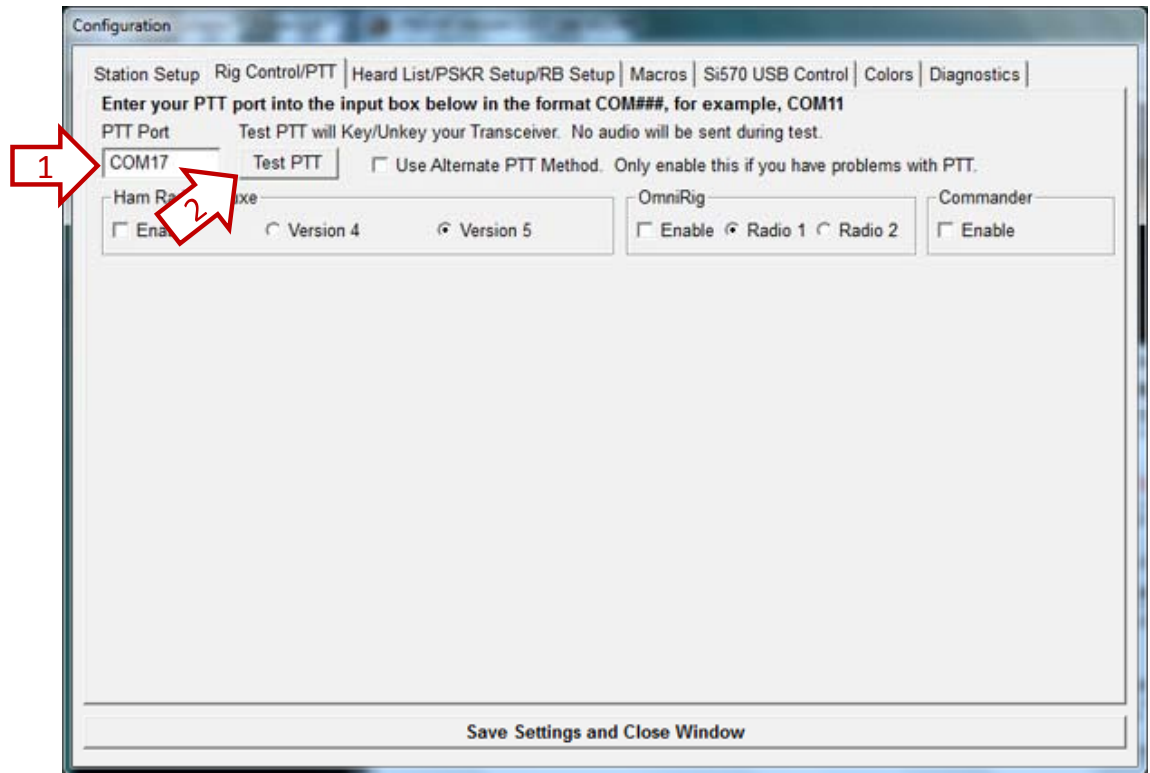 Configuration
Station Setup Rig Control/PTT Heard List/PSKR Setup/RB Setup Macros Si570 USB Control Colors Diagnostics
Enter your PTT port into the input box below in the format COM###, for example, COM11
PTT Port Test PTT will Key/Unkey your Transceiver. No audio will be sent during test.
1 COM17 Test PTT Use Alternate PTT Method. Only enable this if you have problems with PTT.
2
Ham OmniRig Commander
Version 4 Version 5 Enable Radio 1 Radio 2 Enable
Save Settings and Close Window